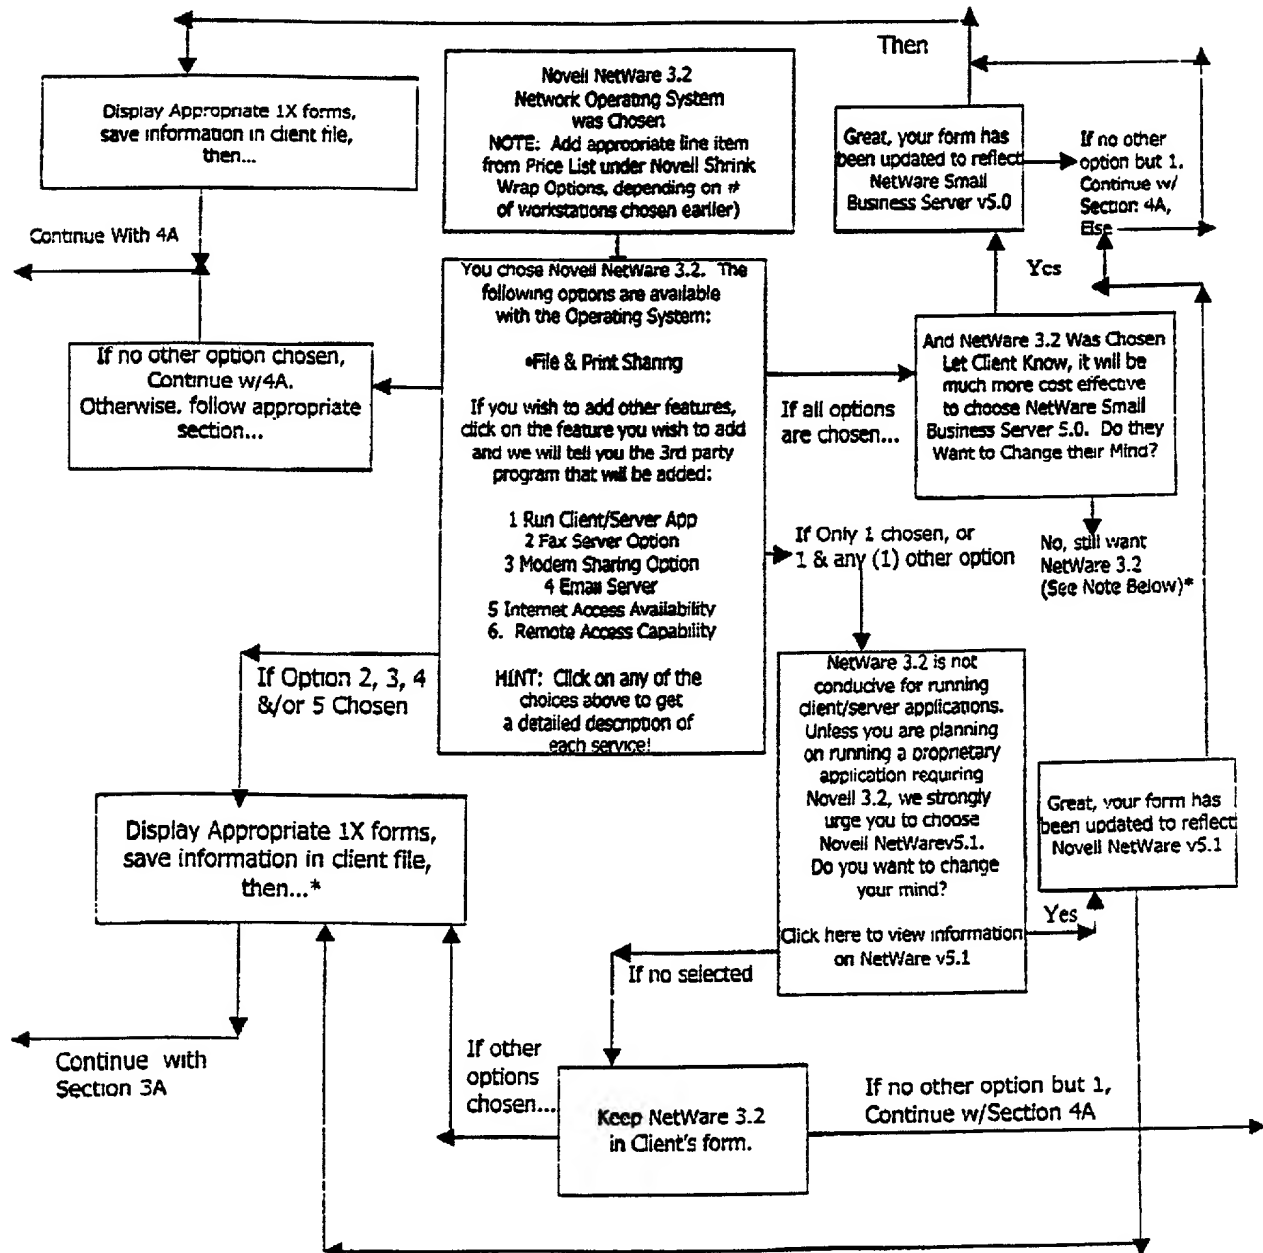 Then
Display Appropriate 1X forms,
save information in client file,
then...
Novell NetWare 3.2
Network Operating System
was Chosen
NOTE: Add appropriate line item
from Price List under Novell Shrink
Wrap Options, depending on #
of workstations chosen earlier)
Great, your form has
been updated to reflect
NetWare Small
Business Server v5.0
If no other
option but 1.
Continue w/
Section 4A,
Else
Continue With 4A
Yes
You chose Novell NetWare 3.2. The
following options are available
with the Operating System:
•File & Print Sharing
If you wish to add other features,
click on the feature you wish to add
and we will tell you the 3rd party
program that will be added:
1 Run Client/Server App
2 Fax Server Option
3 Modem Sharing Option
4 Email Server
5 Internet Access Availability
6. Remote Access Capability
HINT: Click on any of the
choices above to get
a detailed description of
each service!
If no other option chosen,
Continue w/4A.
Otherwise, follow appropriate
section...
If all options
are chosen...
And NetWare 3.2 Was Chosen
Let Client Know, it will be
much more cost effective
to choose NetWare Small
Business Server 5.0. Do they
Want to Change their Mind?
If Only 1 chosen, or
1 & any (1) other option
No, still want
NetWare 3.2
(See Note Below)*
If Option 2, 3, 4
&/or 5 Chosen
NetWare 3.2 is not
conducive for running
client/server applications.
Unless you are planning
on running a proprietary
application requiring
Novell 3.2, we strongly
urge you to choose
Novell NetWarev5.1.
Do you want to change
your mind?
Click here to view information
on NetWare v5.1
Great, your form has
been updated to reflect
Novell NetWare v5.1
Yes
Display Appropriate 1X forms,
save information in client file,
then...*
If no selected
Continue with
Section 3A
If other
options
chosen...
Keep NetWare 3.2
in Client's form.
If no other option but 1,
Continue w/Section 4A